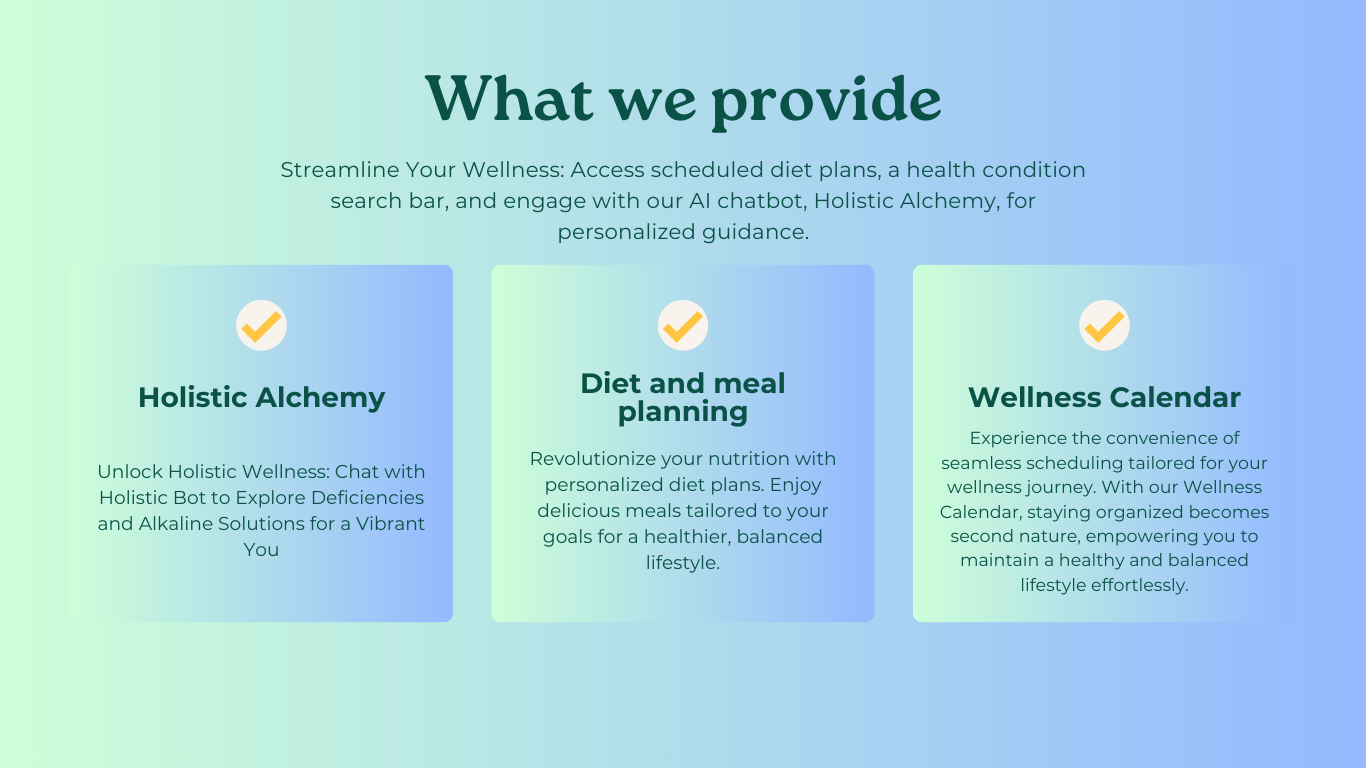 What we provide
Streamline Your Wellness: Access scheduled diet plans, a health condition
search bar, and engage with our AI chatbot, Holistic Alchemy, for
personalized guidance.
Holistic Alchemy
Unlock Holistic Wellness: Chat with
Holistic Bot to Explore Deficiencies
and Alkaline Solutions for a Vibrant
You
Diet and meal
planning
Revolutionize your nutrition with
personalized diet plans. Enjoy
delicious meals tailored to your
goals for a healthier, balanced
lifestyle.
Wellness Calendar
Experience the convenience of
seamless scheduling tailored for your
wellness journey. With our Wellness
Calendar, staying organized becomes
second nature, empowering you to
maintain a healthy and balanced
lifestyle effortlessly.